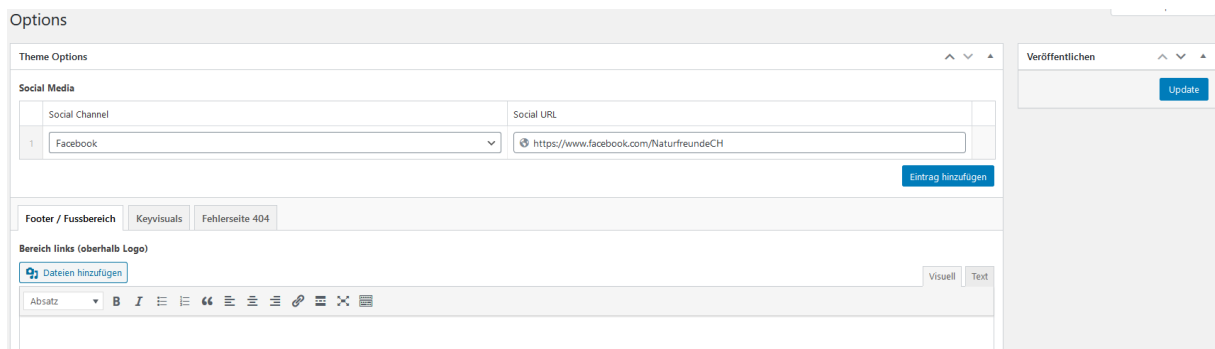 Options
Theme Options
Veröffentlichen
Social Media
Update
Social Channel Social URL
1 Facebook https://www.facebook.com/NaturfreundeCH
Eintrag hinzufügen
Footer / Fussbereich Keyvisuals Fehlerseite 404
Bereich links (oberhalb Logo)
Dateien hinzufügen
Visuell Text
Absatz B I